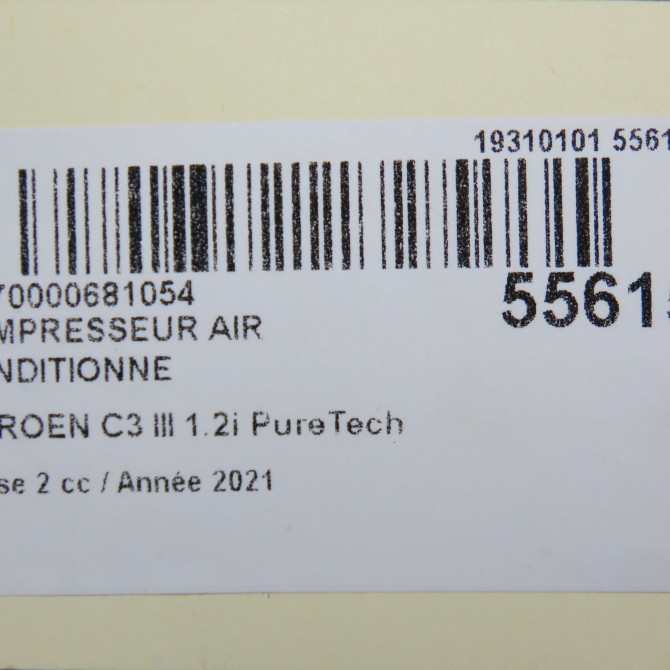 19310101 5561
70000681054
5561
MPRESSEUR AIR
NDITIONNE
ROEN C3 III 1.2i PureTech
se 2 cc / Année 2021